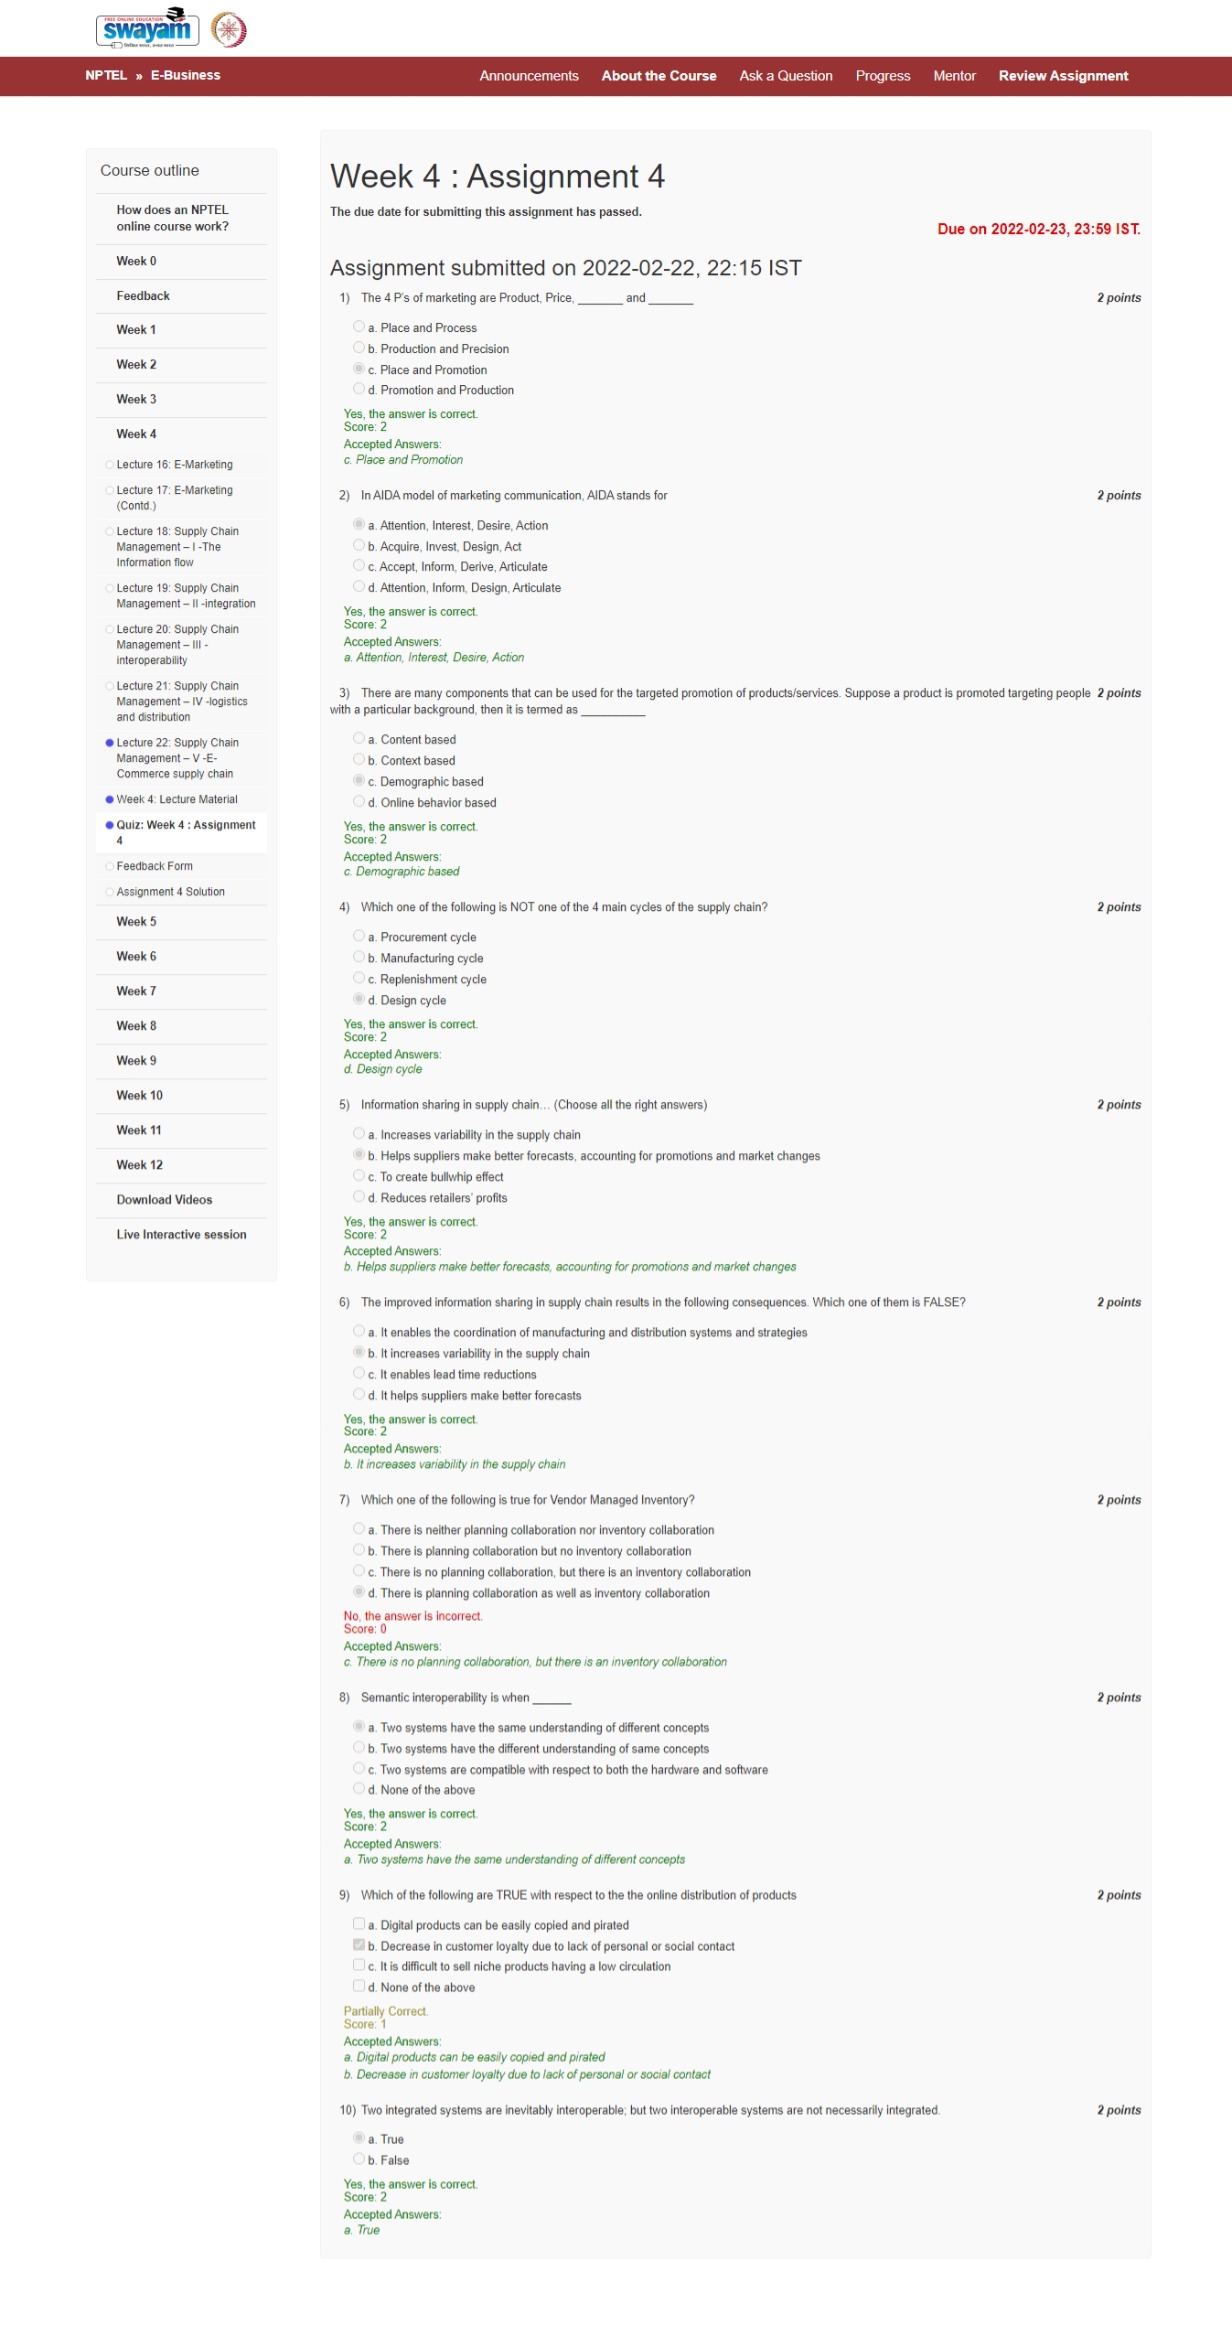 FREE ONLINE EDUCATION
swayam
शिक्षित भारत, उन्नत भारत
NPTEL » E-Business
Announcements About the Course Ask a Question Progress Mentor Review Assignment
Course outline
How does an NPTEL
online course work?
Week 0
Feedback
Week 1
Week 2
Week 3
Week 4
Lecture 16: E-Marketing
Lecture 17: E-Marketing
(Contd.)
Lecture 18: Supply Chain
Management – I -The
Information flow
Lecture 19: Supply Chain
Management – II -integration
Lecture 20: Supply Chain
Management – III -
interoperability
Lecture 21: Supply Chain
Management – IV -logistics
and distribution
Lecture 22: Supply Chain
Management – V -E-
Commerce supply chain
Week 4: Lecture Material
Quiz: Week 4 : Assignment
4
Feedback Form
Assignment 4 Solution
Week 5
Week 6
Week 7
Week 8
Week 9
Week 10
Week 11
Week 12
Download Videos
Live Interactive session
Week 4 : Assignment 4
The due date for submitting this assignment has passed.
Due on 2022-02-23, 23:59 IST.
Assignment submitted on 2022-02-22, 22:15 IST
1) The 4 P's of marketing are Product, Price, _______ and _______ 2 points
a. Place and Process
b. Production and Precision
c. Place and Promotion
d. Promotion and Production
Yes, the answer is correct.
Score: 2
Accepted Answers:
c. Place and Promotion
2) In AIDA model of marketing communication, AIDA stands for 2 points
a. Attention, Interest, Desire, Action
b. Acquire, Invest, Design, Act
c. Accept, Inform, Derive, Articulate
d. Attention, Inform, Design, Articulate
Yes, the answer is correct.
Score: 2
Accepted Answers:
a. Attention, Interest, Desire, Action
3) There are many components that can be used for the targeted promotion of products/services. Suppose a product is promoted targeting people 2 points
with a particular background, then it is termed as __________
a. Content based
b. Context based
c. Demographic based
d. Online behavior based
Yes, the answer is correct.
Score: 2
Accepted Answers:
c. Demographic based
4) Which one of the following is NOT one of the 4 main cycles of the supply chain? 2 points
a. Procurement cycle
b. Manufacturing cycle
c. Replenishment cycle
d. Design cycle
Yes, the answer is correct.
Score: 2
Accepted Answers:
d. Design cycle
5) Information sharing in supply chain… (Choose all the right answers) 2 points
a. Increases variability in the supply chain
b. Helps suppliers make better forecasts, accounting for promotions and market changes
c. To create bullwhip effect
d. Reduces retailers' profits
Yes, the answer is correct.
Score: 2
Accepted Answers:
b. Helps suppliers make better forecasts, accounting for promotions and market changes
6) The improved information sharing in supply chain results in the following consequences. Which one of them is FALSE? 2 points
a. It enables the coordination of manufacturing and distribution systems and strategies
b. It increases variability in the supply chain
c. It enables lead time reductions
d. It helps suppliers make better forecasts
Yes, the answer is correct.
Score: 2
Accepted Answers:
b. It increases variability in the supply chain
7) Which one of the following is true for Vendor Managed Inventory? 2 points
a. There is neither planning collaboration nor inventory collaboration
b. There is planning collaboration but no inventory collaboration
c. There is no planning collaboration, but there is an inventory collaboration
d. There is planning collaboration as well as inventory collaboration
No, the answer is incorrect.
Score: 0
Accepted Answers:
c. There is no planning collaboration, but there is an inventory collaboration
8) Semantic interoperability is when ______ 2 points
a. Two systems have the same understanding of different concepts
b. Two systems have the different understanding of same concepts
c. Two systems are compatible with respect to both the hardware and software
d. None of the above
Yes, the answer is correct.
Score: 2
Accepted Answers:
a. Two systems have the same understanding of different concepts
9) Which of the following are TRUE with respect to the the online distribution of products 2 points
a. Digital products can be easily copied and pirated
b. Decrease in customer loyalty due to lack of personal or social contact
c. It is difficult to sell niche products having a low circulation
d. None of the above
Partially Correct.
Score: 1
Accepted Answers:
a. Digital products can be easily copied and pirated
b. Decrease in customer loyalty due to lack of personal or social contact
10) Two integrated systems are inevitably interoperable; but two interoperable systems are not necessarily integrated. 2 points
a. True
b. False
Yes, the answer is correct.
Score: 2
Accepted Answers:
a. True